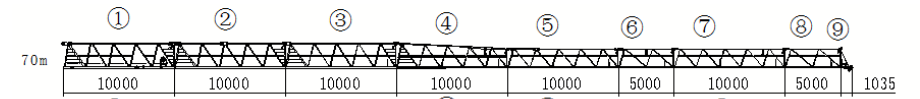 ① ② ③ ④ ⑤ ⑥ ⑦ ⑧ ⑨
70m
10000 10000 10000 10000 10000 5000 10000 5000 1035